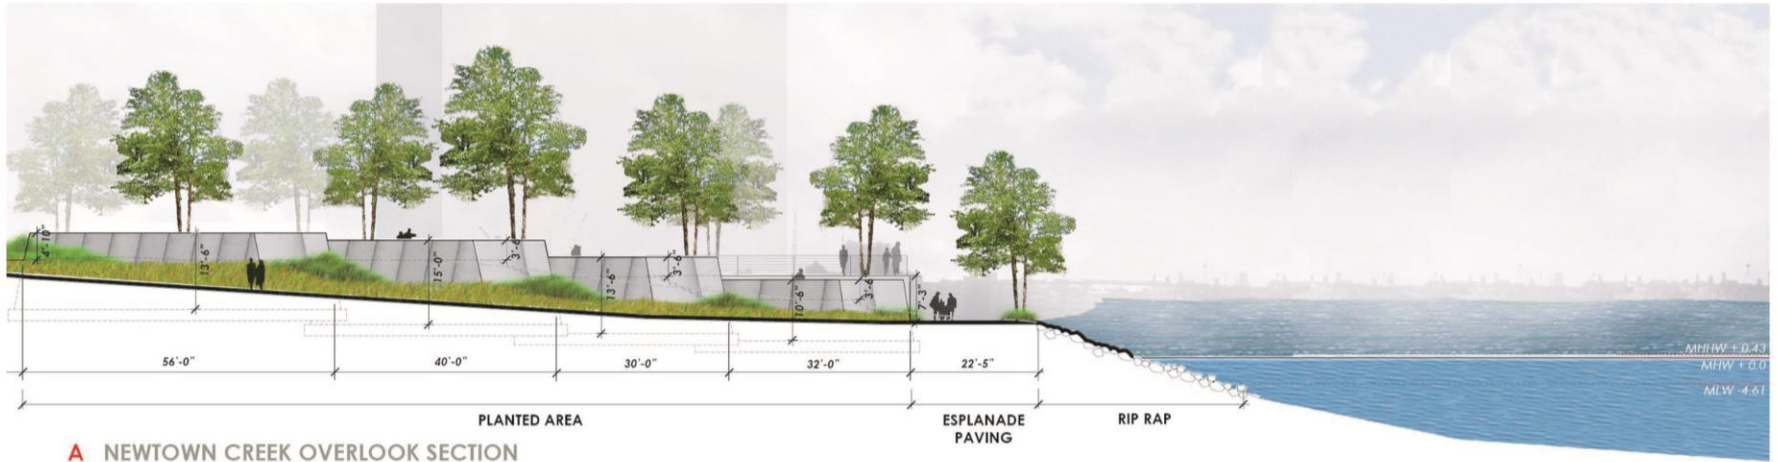 4'-10"
13'-6"
15'-0"
3'-6"
13'-6"
3'-6"
10'-6"
3'-6"
7'-3"
MHHW + 0.43
MHW + 0.0
MLW -4.61
56'-0"
40'-0"
30'-0"
32'-0"
22'-5"
PLANTED AREA
ESPLANADE
PAVING
RIP RAP
A NEWTOWN CREEK OVERLOOK SECTION